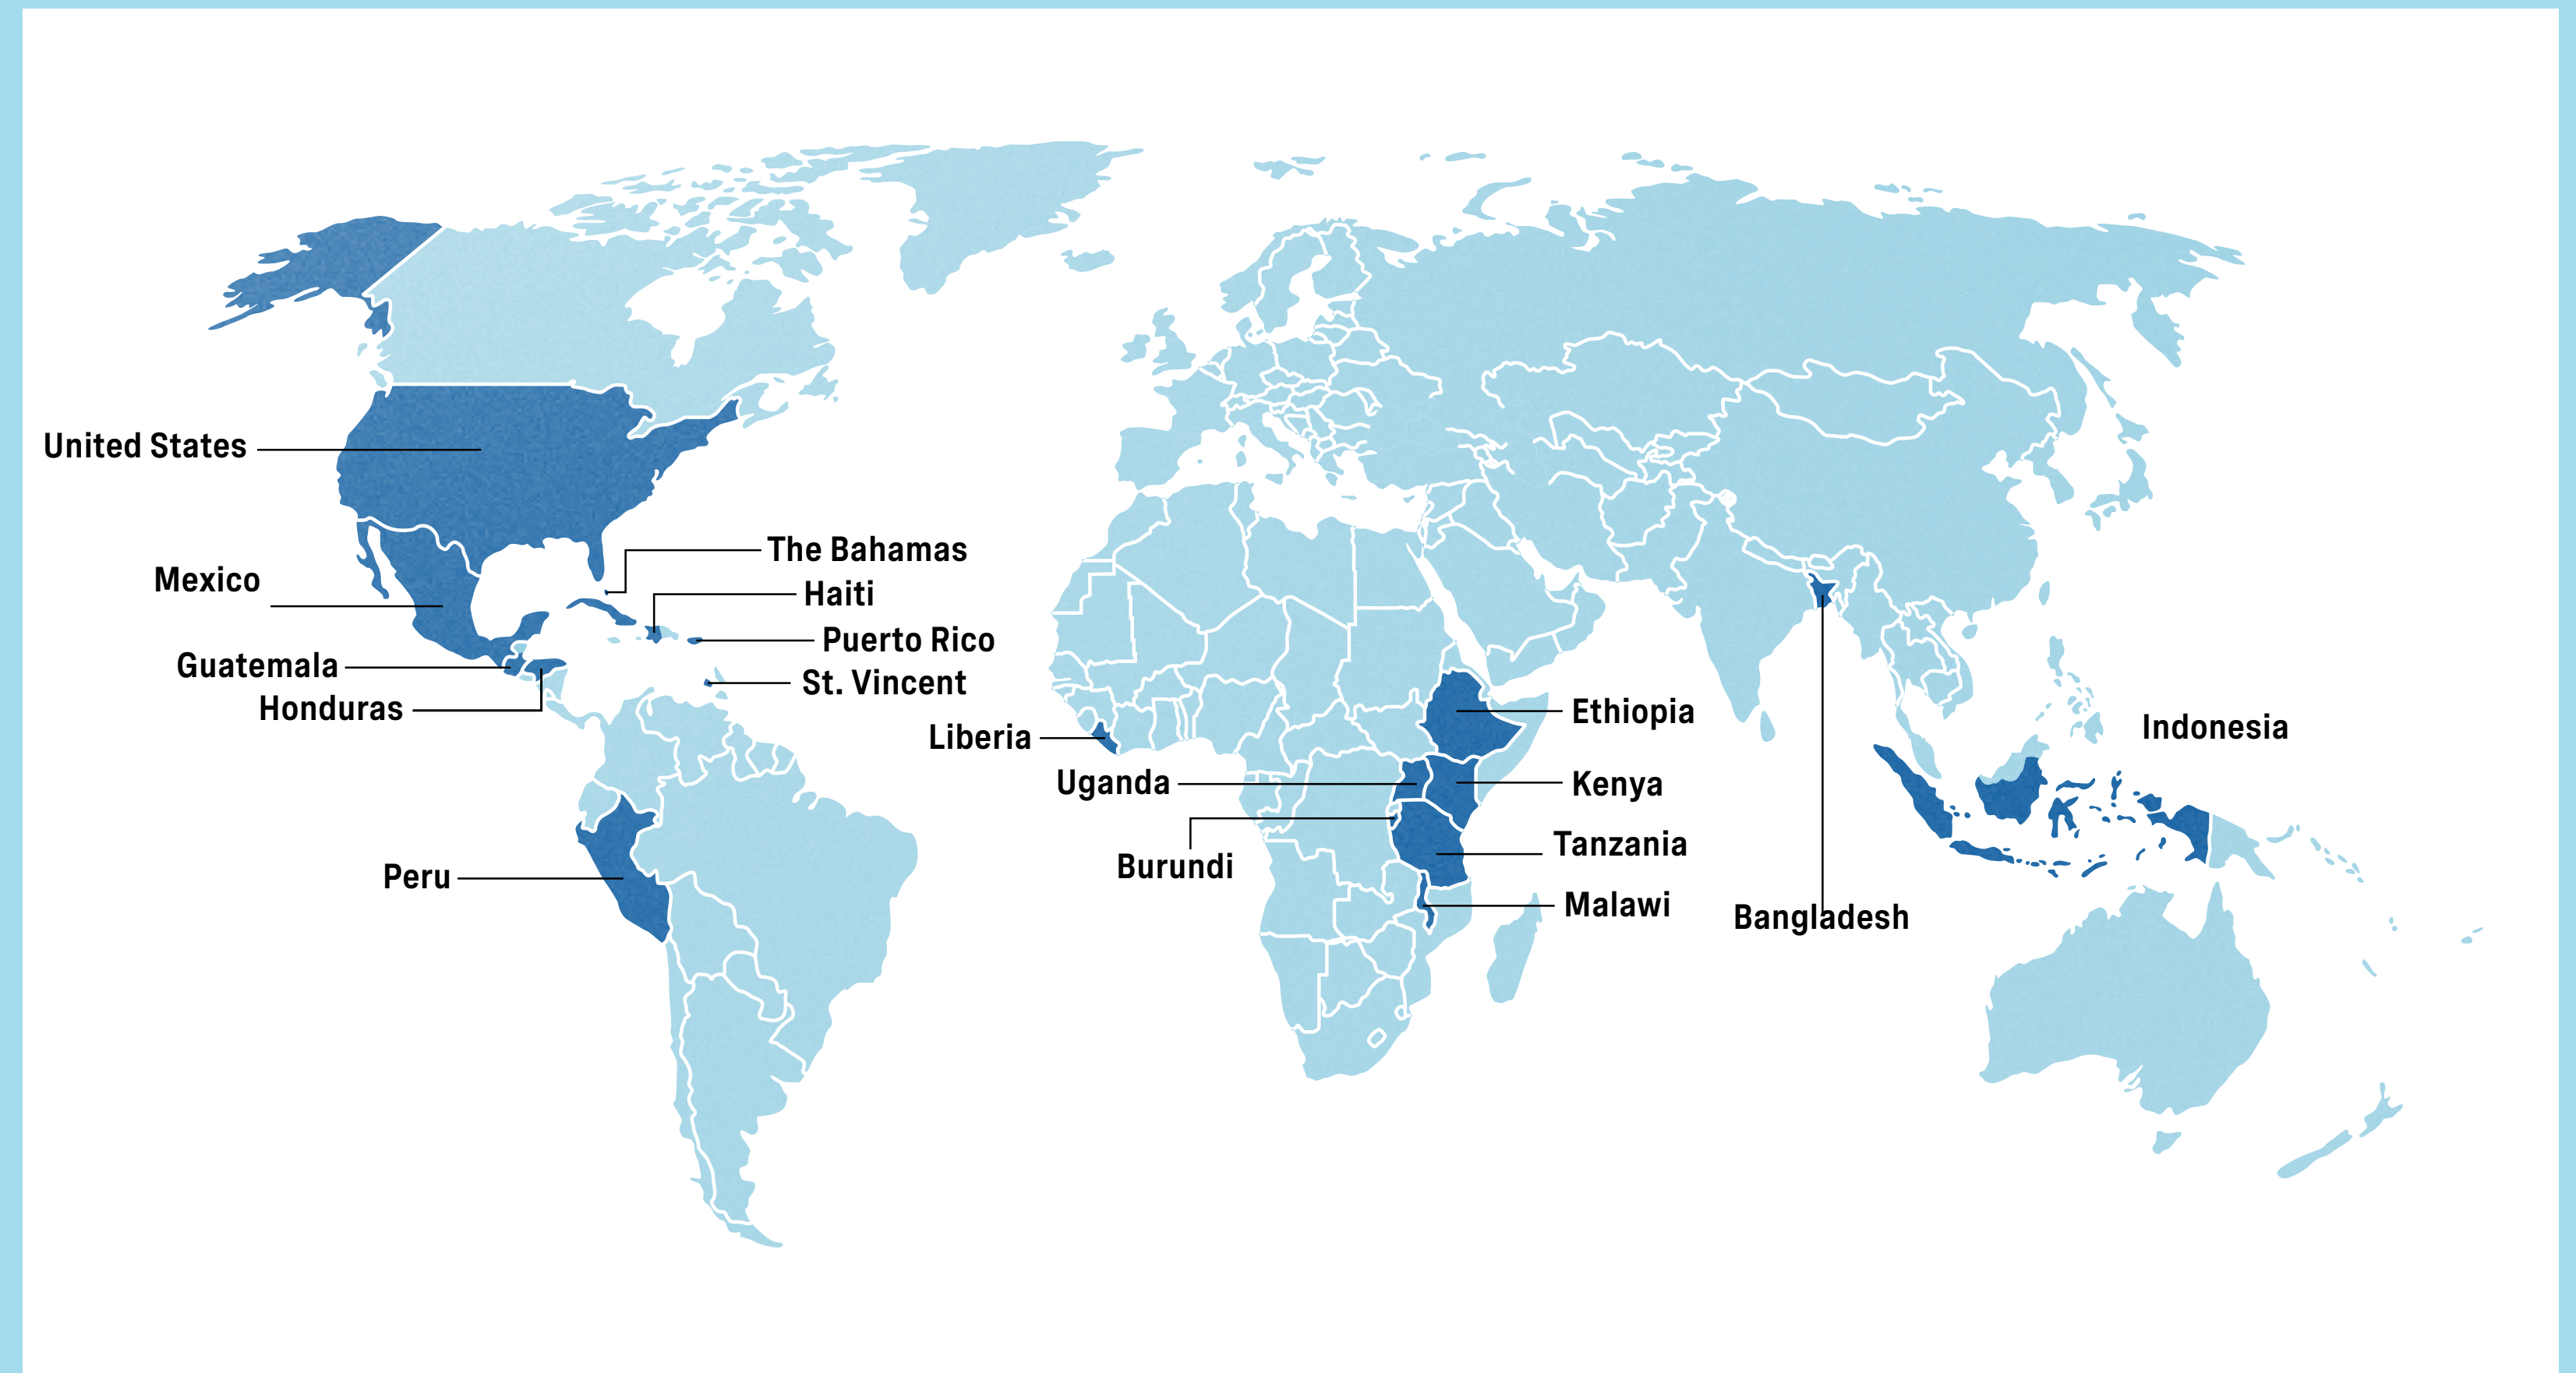 United States
The Bahamas
Mexico
Haiti
Puerto Rico
Guatemala
St. Vincent
Honduras
Ethiopia
Indonesia
Liberia
Uganda
Kenya
Tanzania
Burundi
Peru
Malawi
Bangladesh